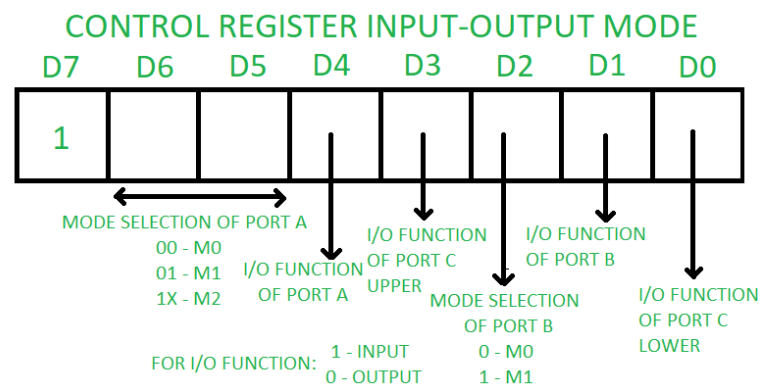 CONTROL REGISTER INPUT-OUTPUT MODE
D7 D6 D5 D4 D3 D2 D1 D0
1
MODE SELECTION OF PORT A
00 - M0
01 - M1
1X - M2
I/O FUNCTION
OF PORT A
I/O FUNCTION
OF PORT C
UPPER
MODE SELECTION
OF PORT B
0 - M0
1 - M1
I/O FUNCTION
OF PORT B
I/O FUNCTION
OF PORT C
LOWER
FOR I/O FUNCTION:
1 - INPUT
0 - OUTPUT